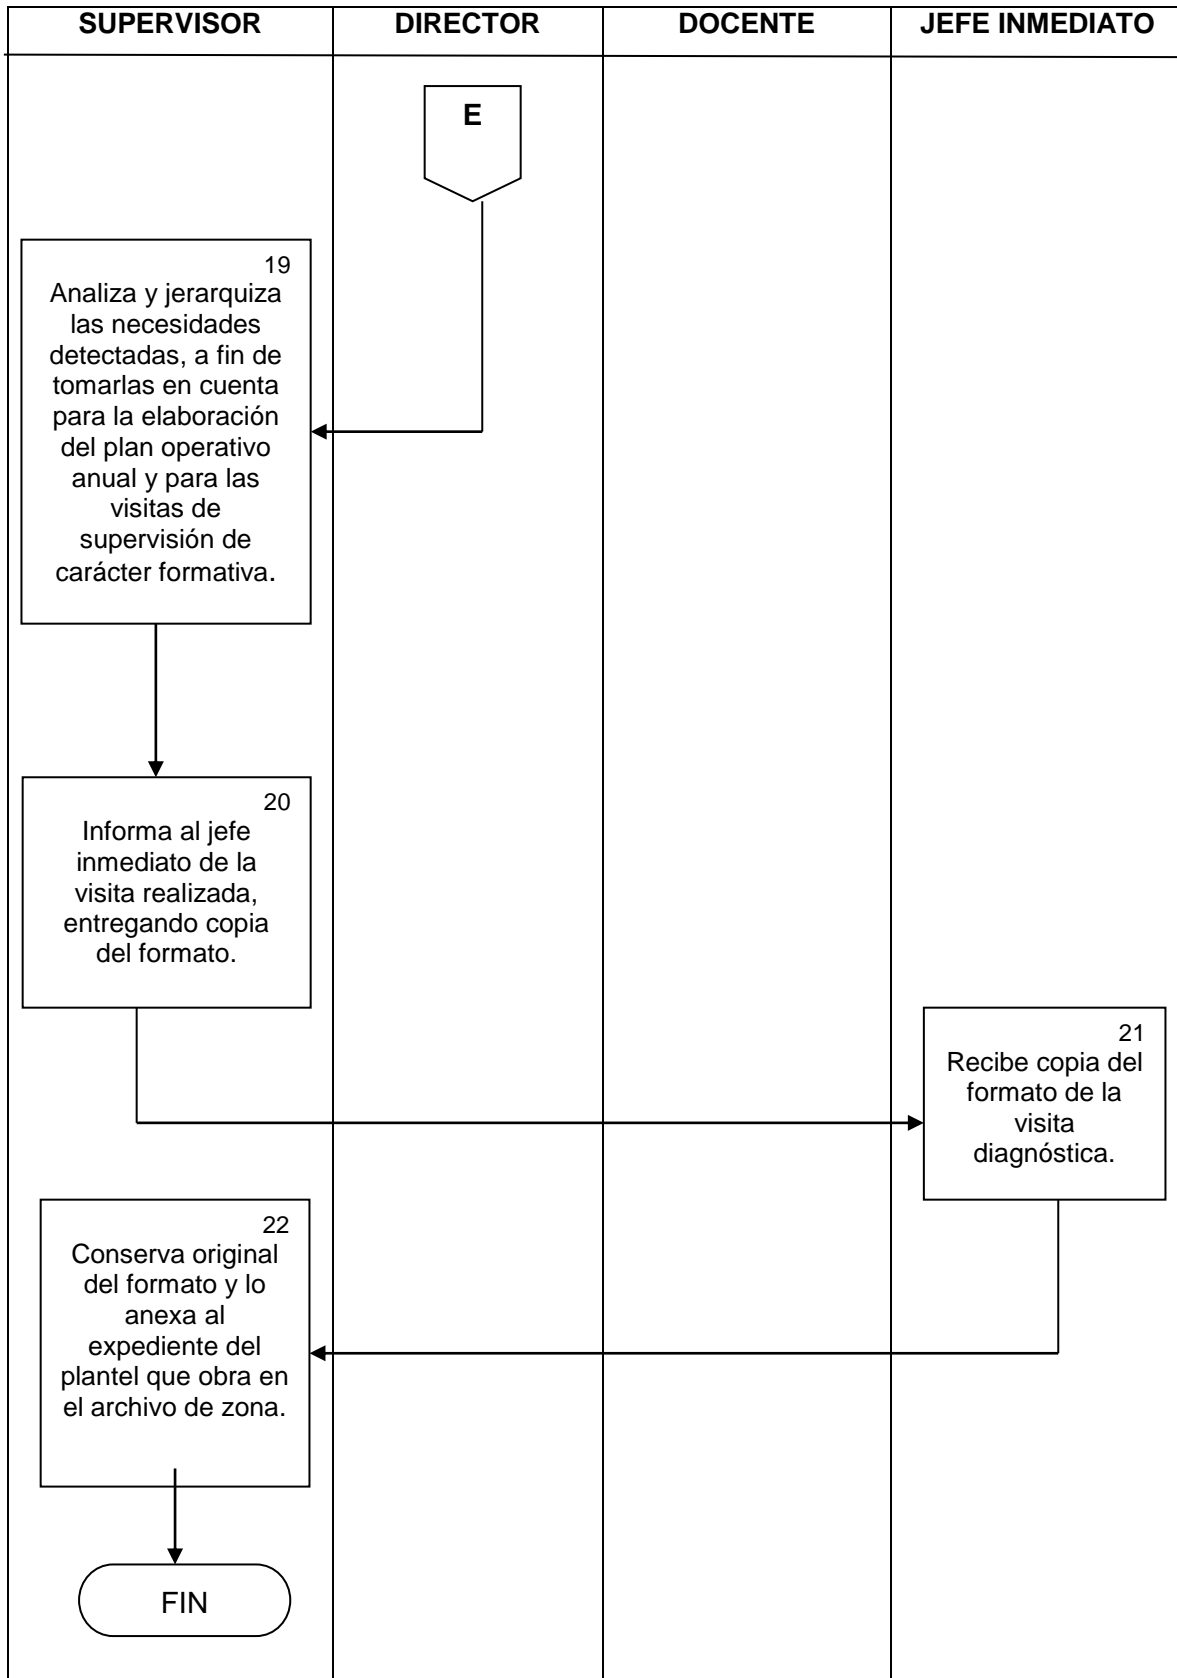 SUPERVISOR DIRECTOR DOCENTE JEFE INMEDIATO
E
19
Analiza y jerarquiza
las necesidades
detectadas, a fin de
tomarlas en cuenta
para la elaboración
del plan operativo
anual y para las
visitas de
supervisión de
carácter formativa.
20
Informa al jefe
inmediato de la
visita realizada,
entregando copia
del formato.
21
Recibe copia del
formato de la
visita
diagnóstica.
22
Conserva original
del formato y lo
anexa al
expediente del
plantel que obra en
el archivo de zona.
FIN